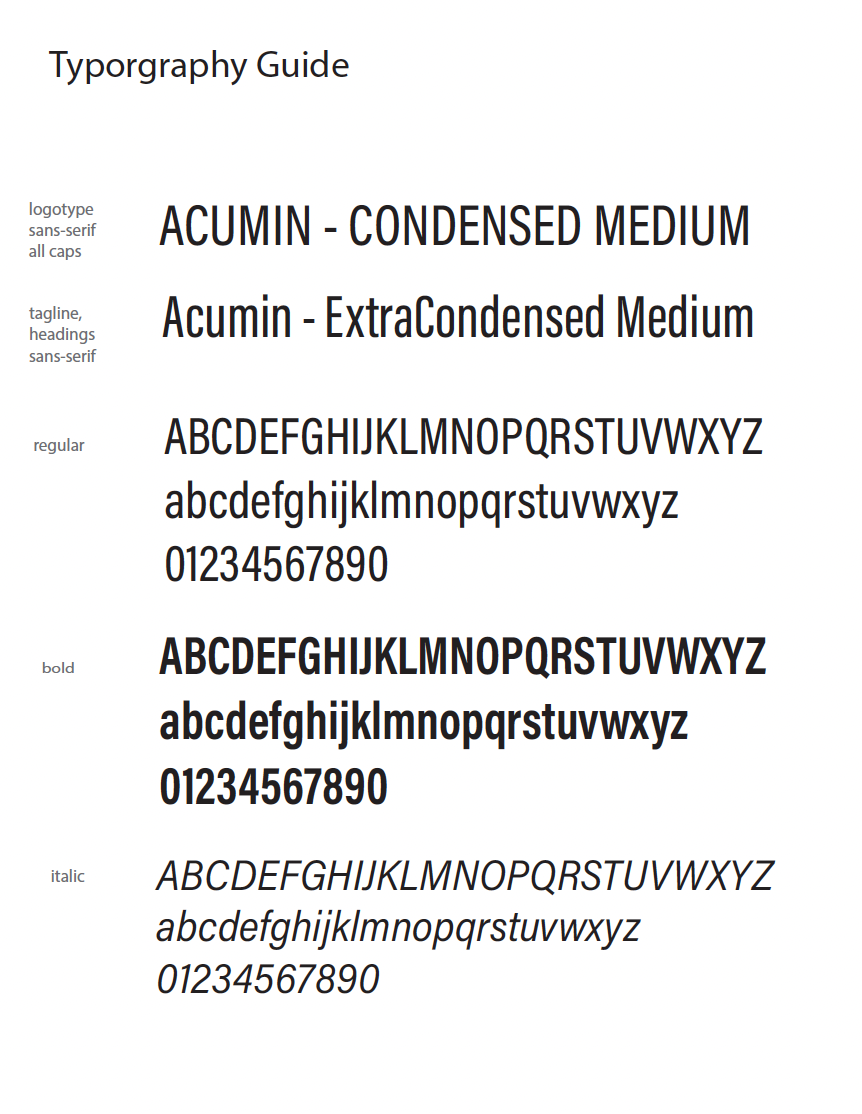 Typorgraphy Guide
logotype
sans-serif
all caps
ACUMIN - CONDENSED MEDIUM
tagline,
headings
sans-serif
Acumin - ExtraCondensed Medium
regular
ABCDEFGHIJKLMNOPQRSTUVWXYZ
abcdefghijklmnopqrstuvwxyz
01234567890
bold
ABCDEFGHIJKLMNOPQRSTUVWXYZ
abcdefghijklmnopqrstuvwxyz
01234567890
italic
ABCDEFGHIJKLMNOPQRSTUVWXYZ
abcdefghijklmnopqrstuvwxyz
01234567890